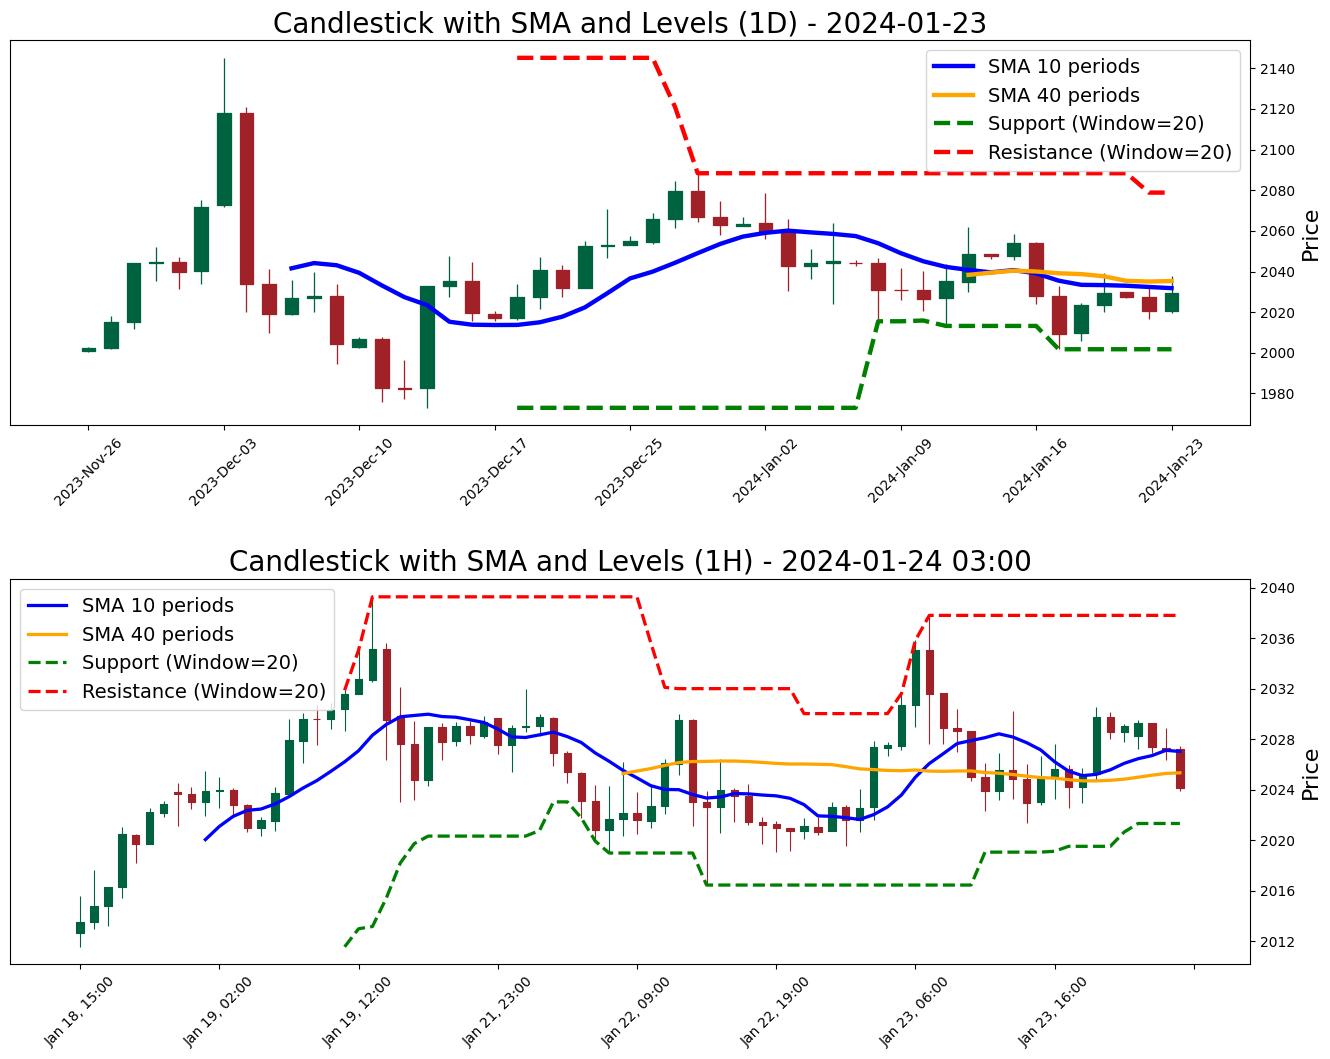 Candlestick with SMA and Levels (1D) - 2024-01-23
SMA 10 periods
SMA 40 periods
Support (Window=20)
Resistance (Window=20)
2140
2120
2100
2080
2060
2040
2020
2000
1980
Price
2023-Nov-26
2023-Dec-03
2023-Dec-10
2023-Dec-17
2023-Dec-25
2024-Jan-02
2024-Jan-09
2024-Jan-16
2024-Jan-23
Candlestick with SMA and Levels (1H) - 2024-01-24 03:00
SMA 10 periods
SMA 40 periods
Support (Window=20)
Resistance (Window=20)
2040
2036
2032
2028
2024
2020
2016
2012
Price
Jan 18, 15:00
Jan 19, 02:00
Jan 19, 12:00
Jan 21, 23:00
Jan 22, 09:00
Jan 22, 19:00
Jan 23, 06:00
Jan 23, 16:00